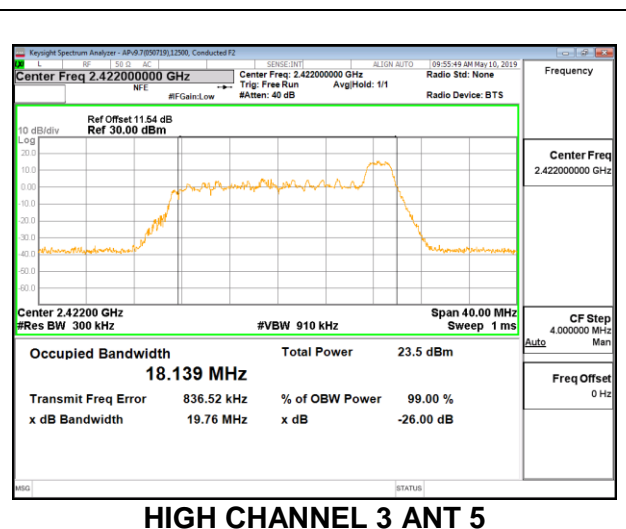 Keysight Spectrum Analyzer - APv9.7(050719),12500, Conducted F2
L RF 50 Ω AC SENSE:INT ALIGN AUTO 09:55:49 AM May 10, 2019
Center Freq 2.422000000 GHz Center Freq: 2.422000000 GHz Radio Std: None Frequency
NFE Trig: Free Run Avg|Hold: 1/1
#IFGain:Low #Atten: 40 dB Radio Device: BTS
Ref Offset 11.54 dB
10 dB/div Ref 30.00 dBm
Log
20.0
10.0
0.00
-10.0
-20.0
-30.0
-40.0
-50.0
-60.0
Center Freq
2.422000000 GHz
Center 2.42200 GHz Span 40.00 MHz
#Res BW 300 kHz #VBW 910 kHz Sweep 1 ms
CF Step
4.000000 MHz
Auto Man
Occupied Bandwidth Total Power 23.5 dBm
18.139 MHz
Freq Offset
0 Hz
Transmit Freq Error 836.52 kHz % of OBW Power 99.00 %
x dB Bandwidth 19.76 MHz x dB -26.00 dB
MSG STATUS
HIGH CHANNEL 3 ANT 5